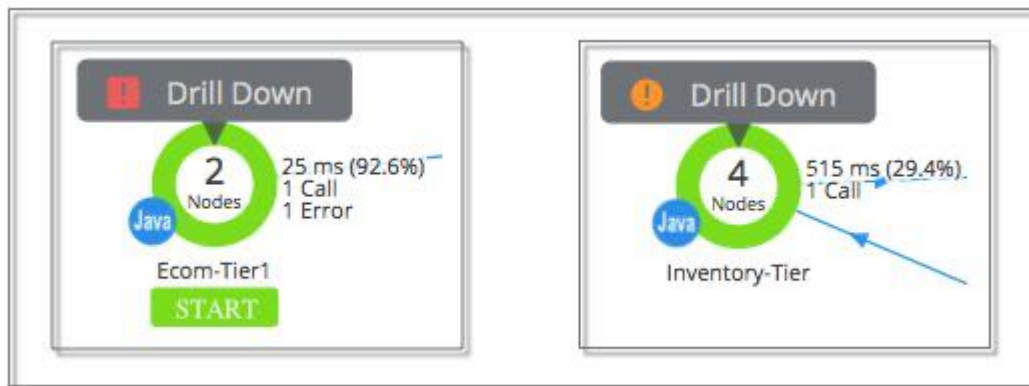 ! Drill Down
2
Nodes
25 ms (92.6%)
1 Call
1 Error
Java
Ecom-Tier1
START
! Drill Down
4
Nodes
515 ms (29.4%)
1 Call
Java
Inventory-Tier